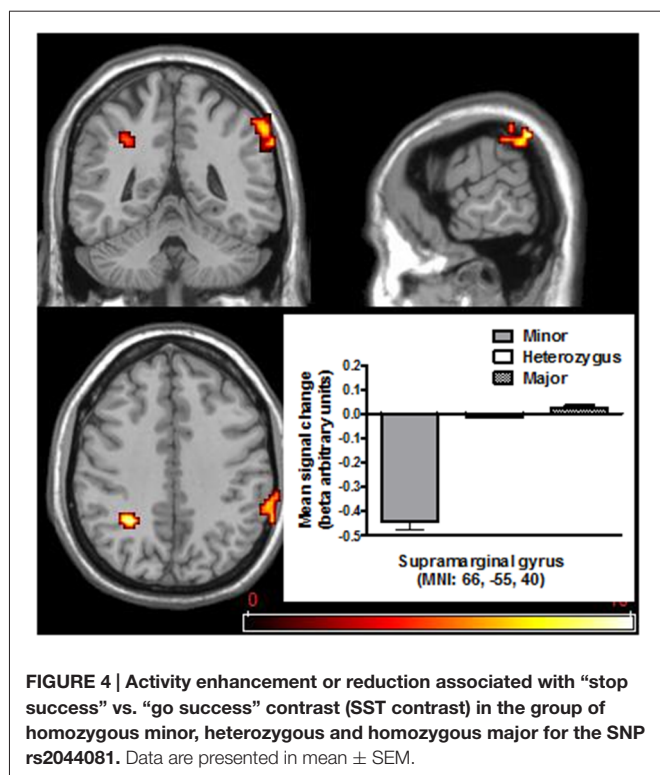 Minor
Heterozygus
Major
0.2
0.1
0.0
-0.1
-0.2
-0.3
-0.4
-0.5
Mean signal change
(beta arbitrary units)
Supramarginal gyrus
(MNI: 66, -55, 40)
0
FIGURE 4 | Activity enhancement or reduction associated with “stop
success” vs. “go success” contrast (SST contrast) in the group of
homozygous minor, heterozygous and homozygous major for the SNP
rs2044081. Data are presented in mean ± SEM.